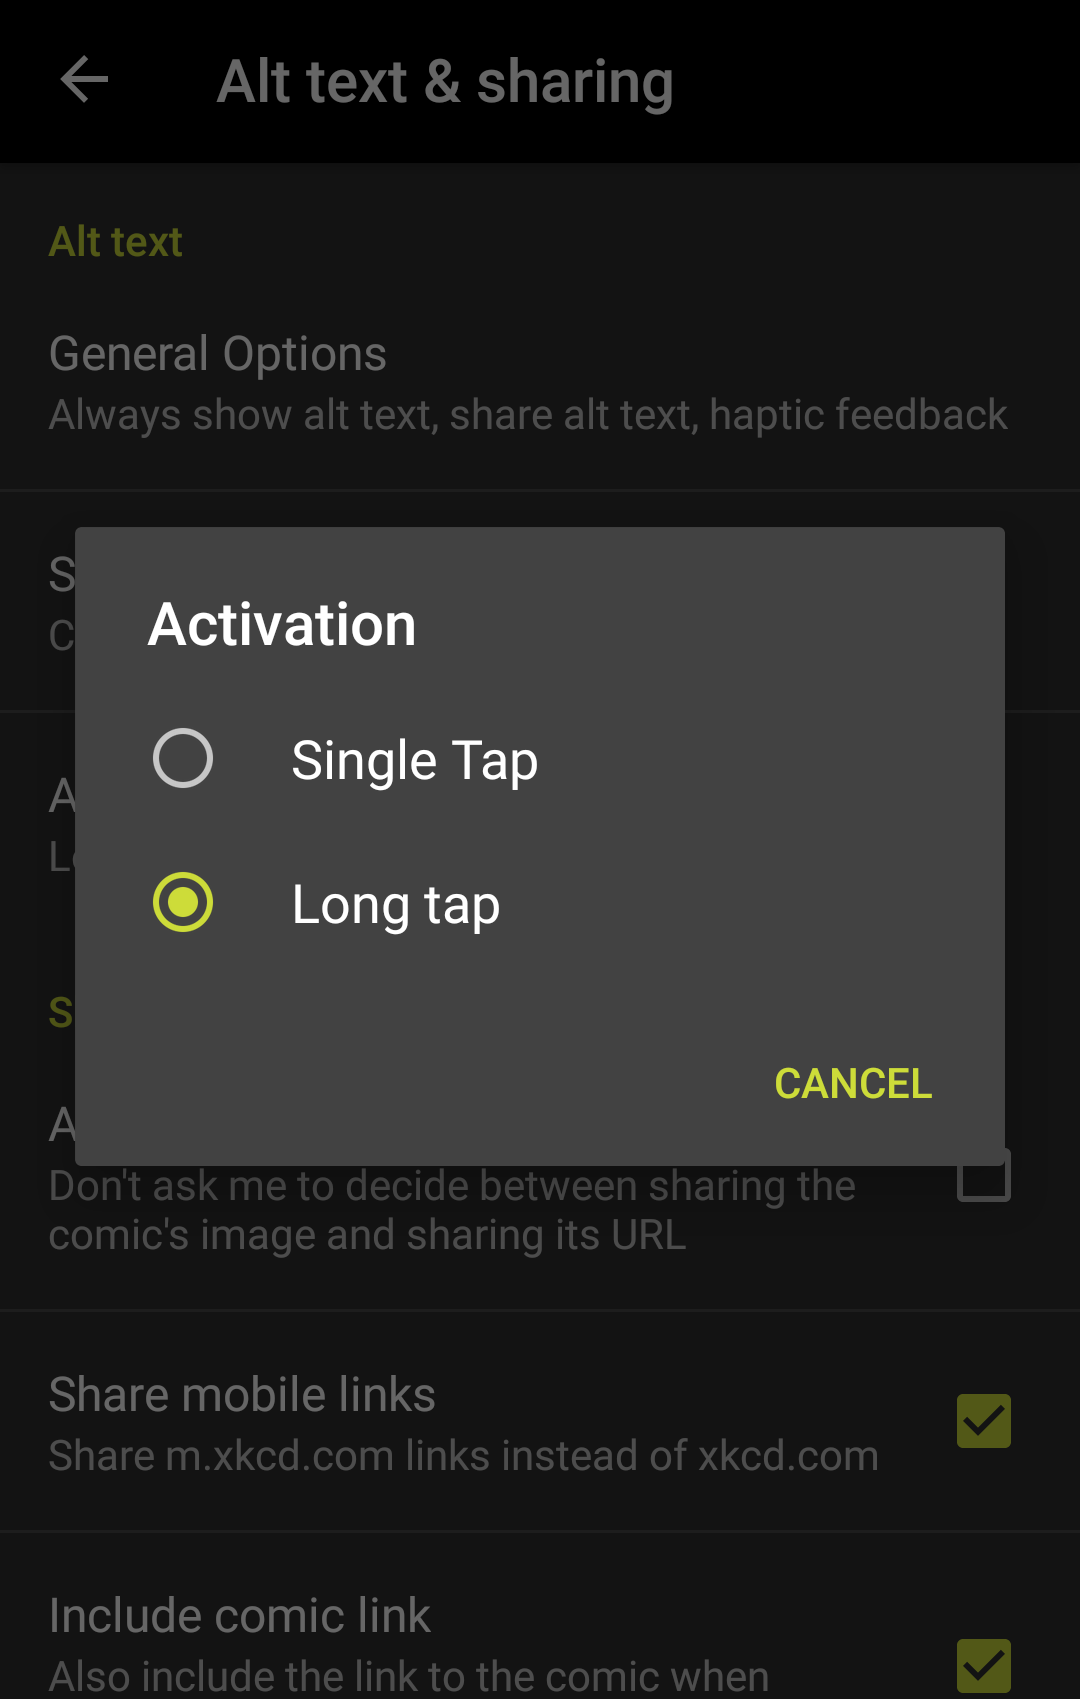 Alt text & sharing
Alt text
General Options
Always show alt text, share alt text, haptic feedback
Activation
Single Tap
Long tap
CANCEL
Don't ask me to decide between sharing the
comic's image and sharing its URL
Share mobile links
Share m.xkcd.com links instead of xkcd.com
Include comic link
Also include the link to the comic when